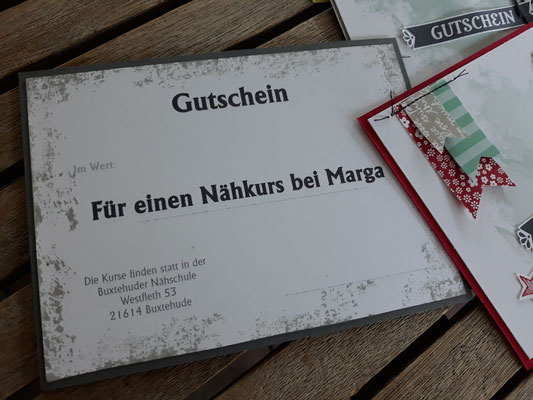 GUTSCHEIN
Gutschein
Im Wert:
Für einen Nähkurs bei Marga
Die Kurse finden statt in der
Buxtehuder Nähschule
Westfleth 53
21614 Buxtehude